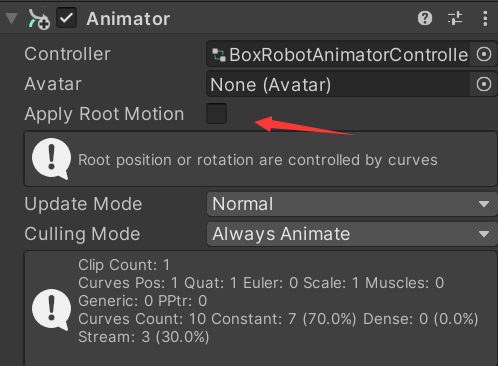 Animator
Controller
BoxRobotAnimatorControlle
Avatar
None (Avatar)
Apply Root Motion
Root position or rotation are controlled by curves
Update Mode
Normal
Culling Mode
Always Animate
Clip Count: 1
Curves Pos: 1 Quat: 1 Euler: 0 Scale: 1 Muscles: 0
Generic: 0 PPtr: 0
Curves Count: 10 Constant: 7 (70.0%) Dense: 0 (0.0%)
Stream: 3 (30.0%)